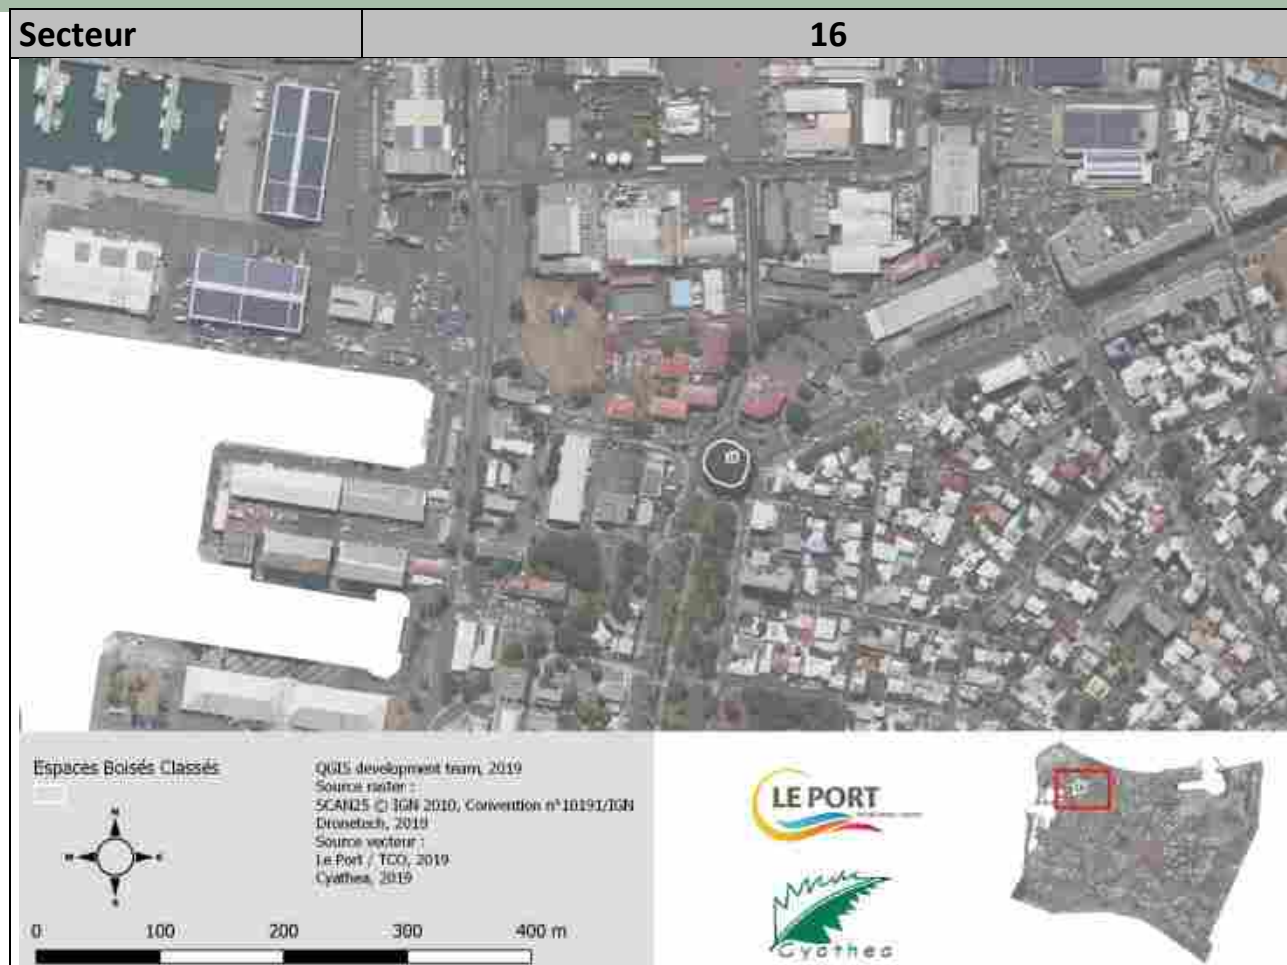 Secteur 16
Espaces Boisés Classés
QGIS development team, 2019
Source raster :
SCAN25 © IGN 2010, Convention n°10191/IGN
Dronetech, 2019
Source vecteur :
Le Port / TCO, 2019
Cyathea, 2019
N
S
0 100 200 300 400 m
LE PORT
Cyathea